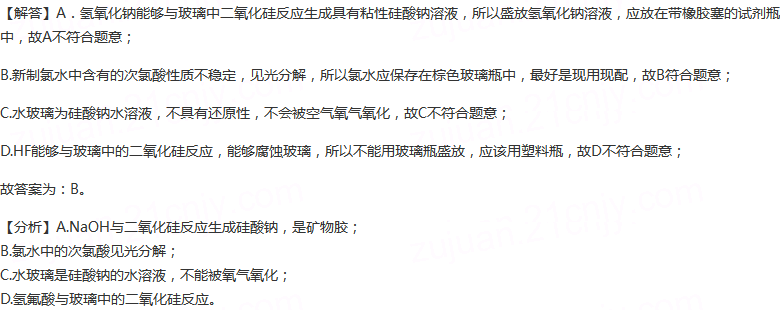 【解答】A．氢氧化钠能够与玻璃中二氧化硅反应生成具有粘性硅酸钠溶液，所以盛放氢氧化钠溶液，应放在带橡胶塞的试剂瓶
中，故A不符合题意；
B.新制氯水中含有的次氯酸性质不稳定，见光分解，所以氯水应保存在棕色玻璃瓶中，最好是现用现配，故B符合题意；
C.水玻璃为硅酸钠水溶液，不具有还原性，不会被空气氧气氧化，故C不符合题意；
D.HF能够与玻璃中的二氧化硅反应，能够腐蚀玻璃，所以不能用玻璃瓶盛放，应该用塑料瓶，故D不符合题意；
故答案为：B。
【分析】A.NaOH与二氧化硅反应生成硅酸钠，是矿物胶；
B.氯水中的次氯酸见光分解；
C.水玻璃是硅酸钠的水溶液，不能被氧气氧化；
D.氢氟酸与玻璃中的二氧化硅反应。